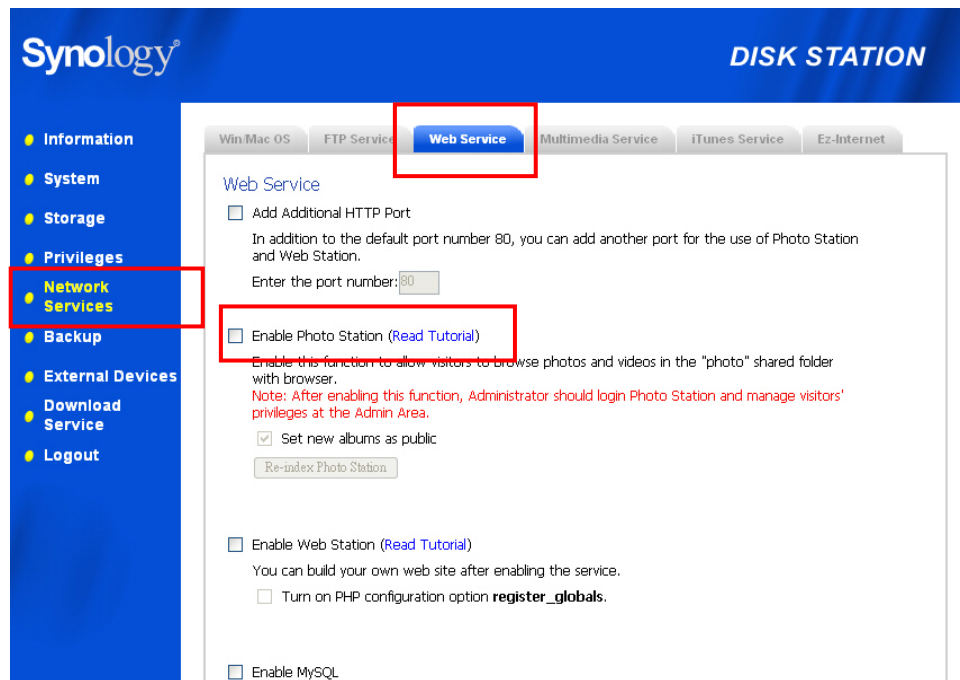 Synology®
DISK STATION
Information
System
Storage
Privileges
Network
Services
Backup
External Devices
Download
Service
Logout
Win/Mac OS
FTP Service
Web Service
Multimedia Service
iTunes Service
Ez-Internet
Web Service
Add Additional HTTP Port
In addition to the default port number 80, you can add another port for the use of Photo Station
and Web Station.
Enter the port number: 80
Enable Photo Station (Read Tutorial)
Enable this function to allow visitors to browse photos and videos in the "photo" shared folder
with browser.
Note: After enabling this function, Administrator should login Photo Station and manage visitors'
privileges at the Admin Area.
Set new albums as public
Re-index Photo Station
Enable Web Station (Read Tutorial)
You can build your own web site after enabling the service.
Turn on PHP configuration option register_globals.
Enable MySQL